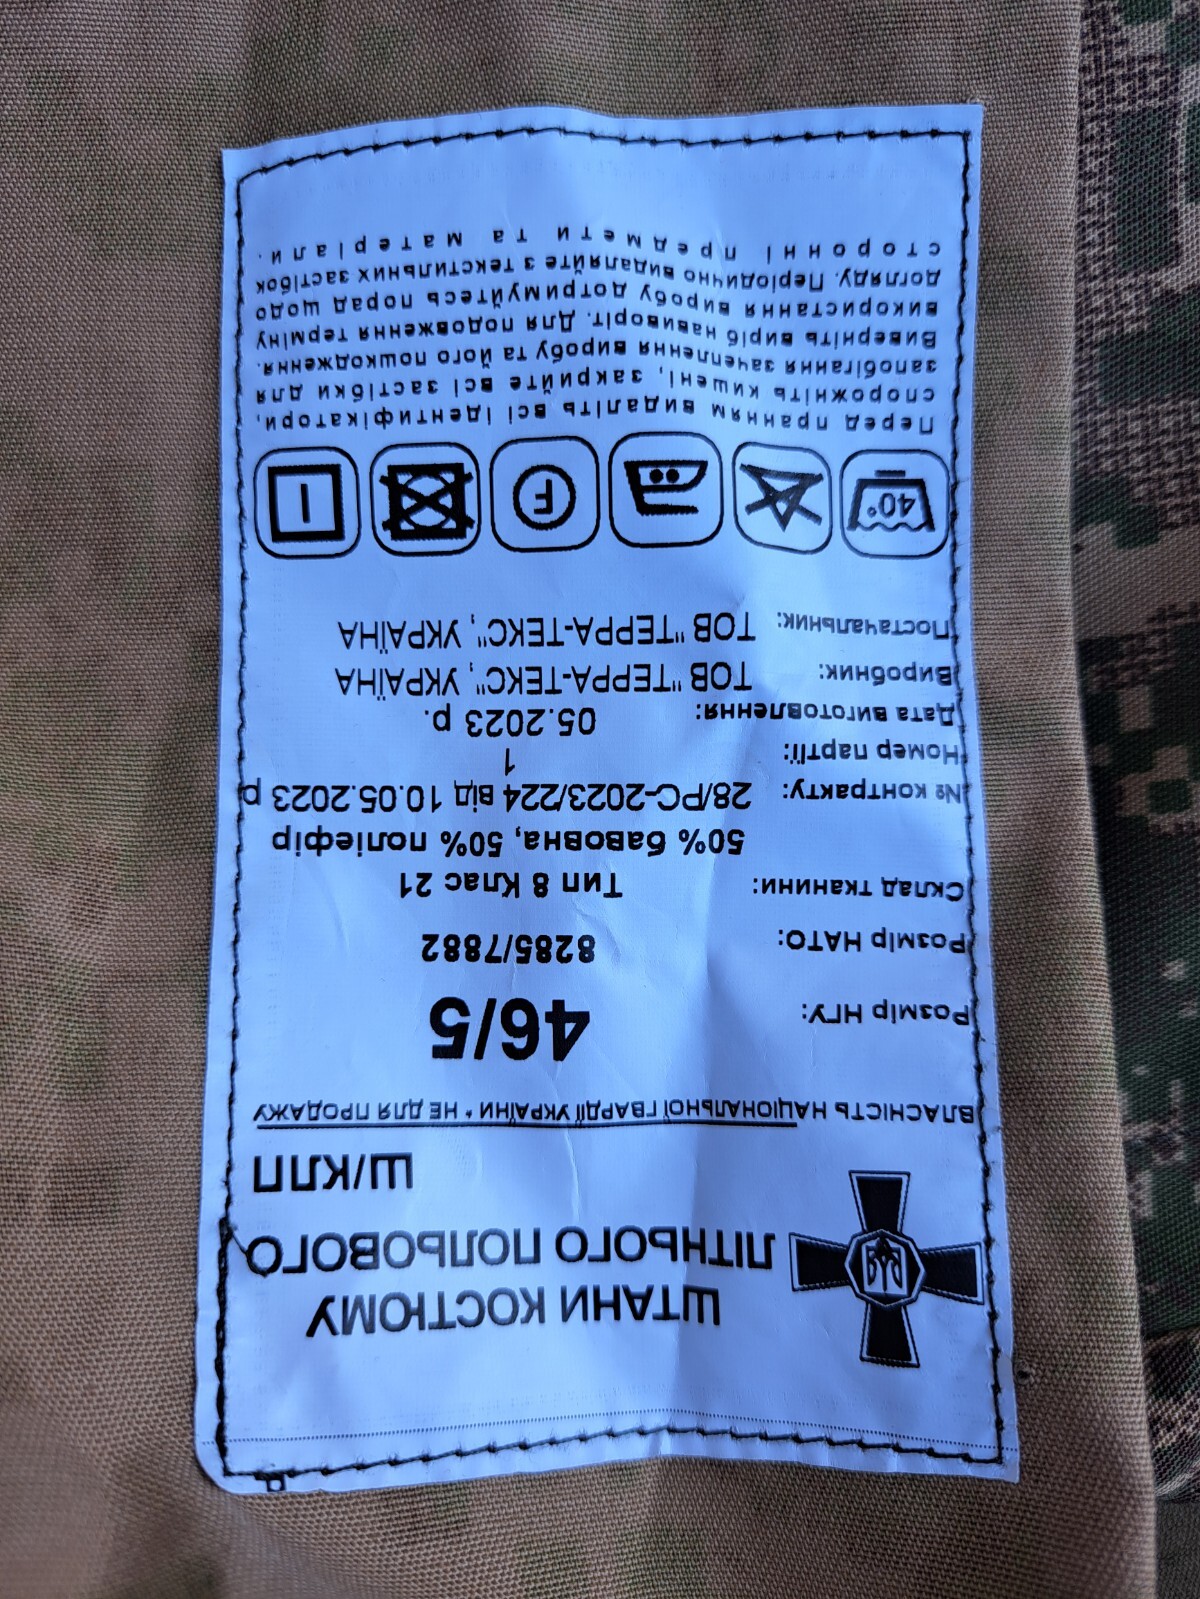 ШТАНИ КОСТЮМУ
ЛІТНЬОГО ПОЛЬОВОГО
Ш/КЛП
ВЛАСНІСТЬ НАЦІОНАЛЬНОЇ ГВАРДІЇ УКРАЇНИ * НЕ ДЛЯ ПРОДАЖУ
Розмір НГУ: 46/5
Розмір НАТО: 8285/7882
Склад тканини: Тип 8 Клас 21
50% бавовна, 50% поліефір
№ контракту: 28/РС-2023/224 від 10.05.2023 р
Номер партії: 1
Дата виготовлення: 05.2023 р.
Виробник: ТОВ "ТЕРРА-ТЕКС", УКРАЇНА
Постачальник: ТОВ "ТЕРРА-ТЕКС", УКРАЇНА
40° F
Перед пранням видаліть всі ідентифікатори,
спорожніть кишені, закрийте всі застібки для
запобігання зачеплення виробу та його пошкодження.
Виверніть виріб навиворіт. Для подовження терміну
використання виробу дотримуйтесь порад щодо
догляду. Періодично видаляйте з текстильних застібок
сторонні предмети та матеріали.